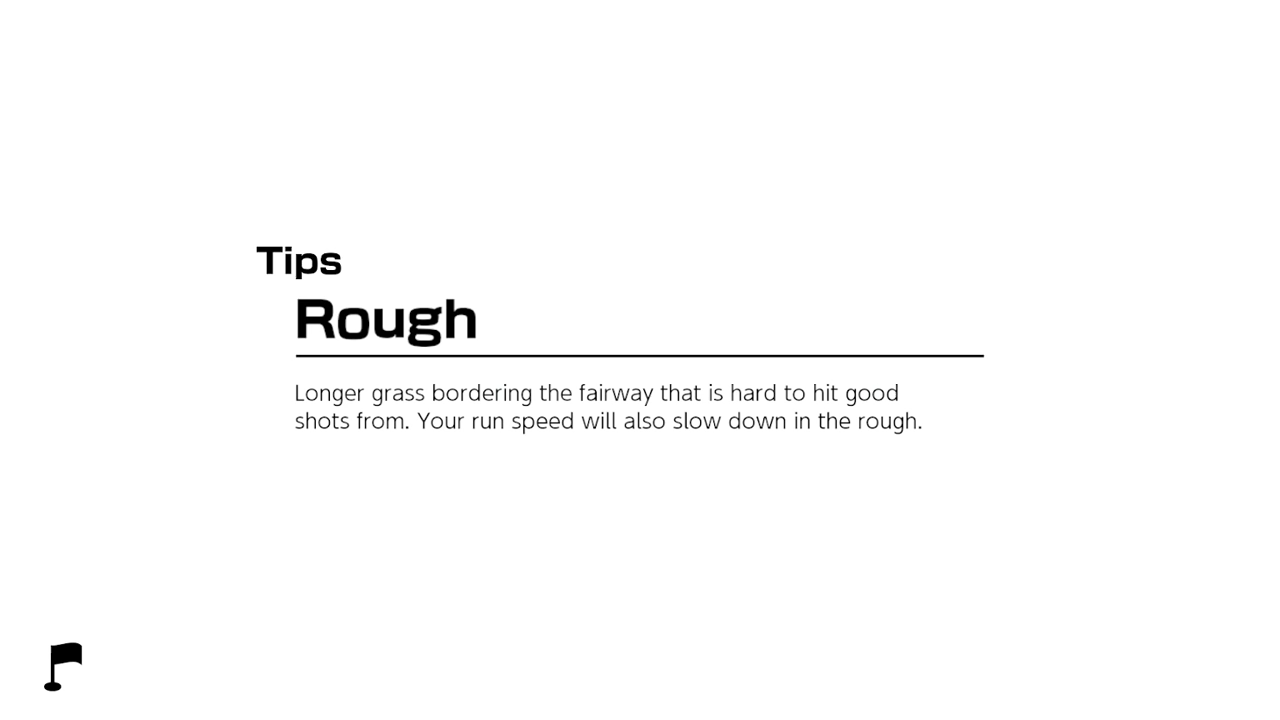 Tips
Rough
Longer grass bordering the fairway that is hard to hit good
shots from. Your run speed will also slow down in the rough.